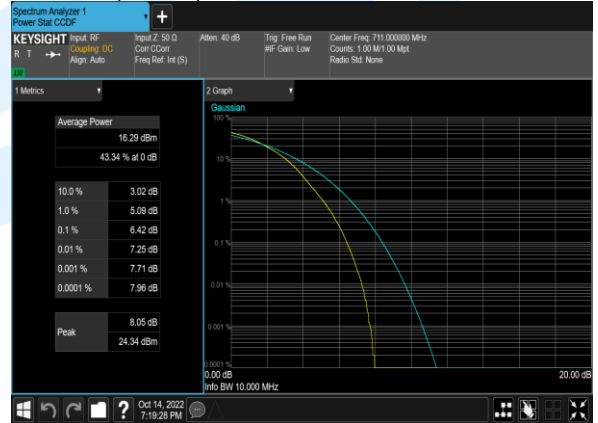 Spectrum Analyzer 1
Power Stat CCDF
+
KEYSIGHT
R T
LXI
Input: RF
Coupling: DC
Align: Auto
Input Z: 50 Ω
Corr CCorr
Freq Ref: Int (S)
Atten: 40 dB
Trig: Free Run
#IF Gain: Low
Center Freq: 711.000000 MHz
Counts: 1.00 M/1.00 Mpt
Radio Std: None
1 Metrics
Average Power
16.29 dBm
43.34 % at 0 dB
10.0 % 3.02 dB
1.0 % 5.09 dB
0.1 % 6.42 dB
0.01 % 7.25 dB
0.001 % 7.71 dB
0.0001 % 7.96 dB
Peak
8.05 dB
24.34 dBm
2 Graph
Gaussian
100 %
10 %
1 %
0.1 %
0.01 %
0.001 %
0.0001 %
0.00 dB 20.00 dB
Info BW 10.000 MHz
?
Oct 14, 2022
7:19:28 PM